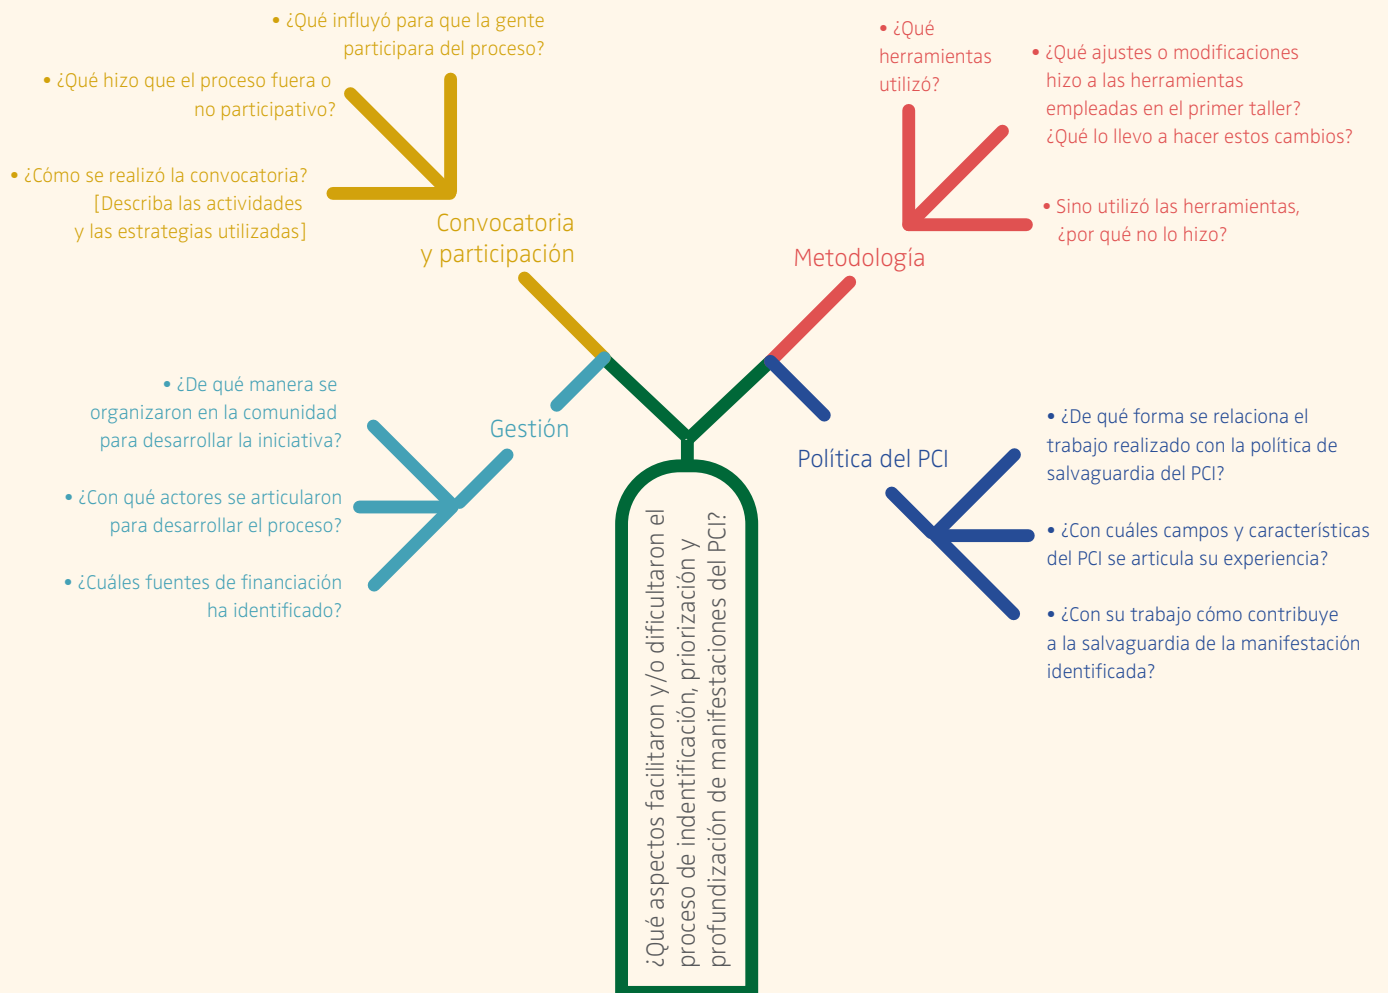 • ¿Qué influyó para que la gente
participara del proceso?
• ¿Qué hizo que el proceso fuera o
no participativo?
• ¿Cómo se realizó la convocatoria?
[Describa las actividades
y las estrategias utilizadas]
Convocatoria
y participación
• ¿Qué
herramientas
utilizó?
• ¿Qué ajustes o modificaciones
hizo a las herramientas
empleadas en el primer taller?
¿Qué lo llevo a hacer estos cambios?
• Sino utilizó las herramientas,
¿por qué no lo hizo?
Metodología
• ¿De qué manera se
organizaron en la comunidad
para desarrollar la iniciativa?
• ¿Con qué actores se articularon
para desarrollar el proceso?
• ¿Cuáles fuentes de financiación
ha identificado?
Gestión
Política del PCI
• ¿De qué forma se relaciona el
trabajo realizado con la política de
salvaguardia del PCI?
• ¿Con cuáles campos y características
del PCI se articula su experiencia?
• ¿Con su trabajo cómo contribuye
a la salvaguardia de la manifestación
identificada?
¿Qué aspectos facilitaron y/o dificultaron el
proceso de indentificación, priorización y
profundización de manifestaciones del PCI?